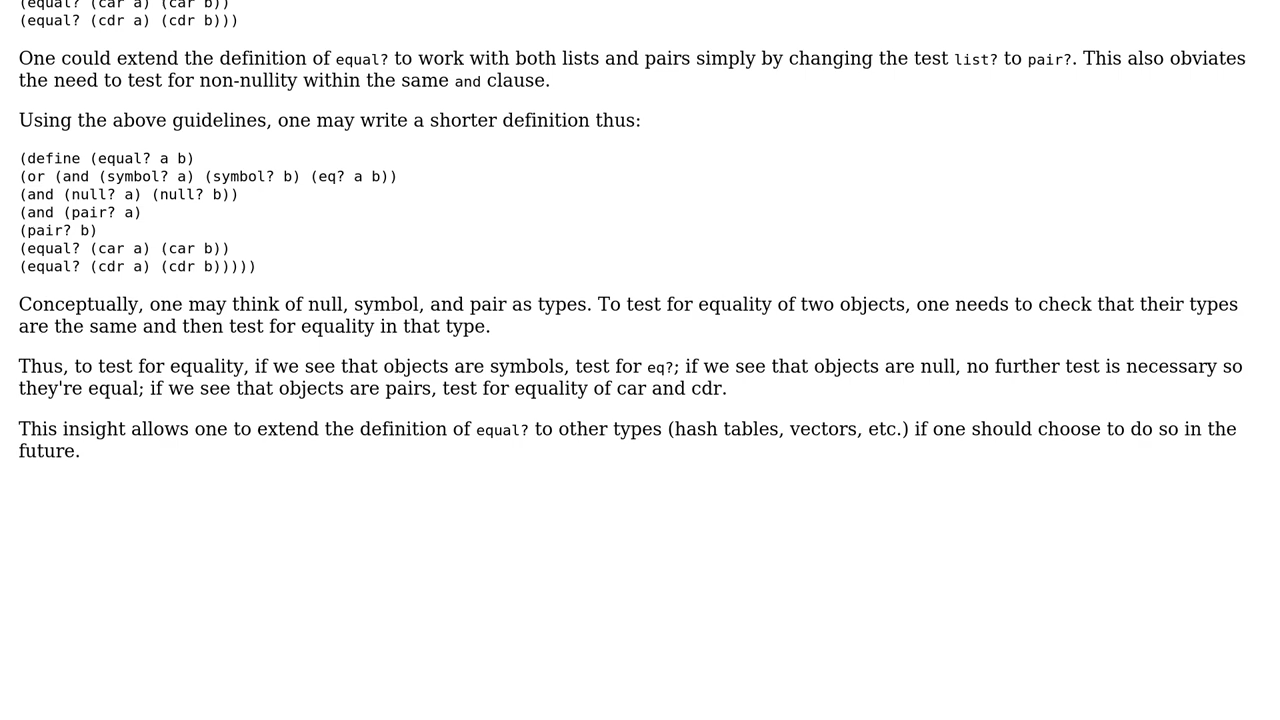 (equal? (car a) (car b))
(equal? (cdr a) (cdr b)))
One could extend the definition of equal? to work with both lists and pairs simply by changing the test list? to pair?. This also obviates
the need to test for non-nullity within the same and clause.
Using the above guidelines, one may write a shorter definition thus:
(define (equal? a b)
(or (and (symbol? a) (symbol? b) (eq? a b))
(and (null? a) (null? b))
(and (pair? a)
(pair? b)
(equal? (car a) (car b))
(equal? (cdr a) (cdr b)))))
Conceptually, one may think of null, symbol, and pair as types. To test for equality of two objects, one needs to check that their types
are the same and then test for equality in that type.
Thus, to test for equality, if we see that objects are symbols, test for eq?; if we see that objects are null, no further test is necessary so
they're equal; if we see that objects are pairs, test for equality of car and cdr.
This insight allows one to extend the definition of equal? to other types (hash tables, vectors, etc.) if one should choose to do so in the
future.